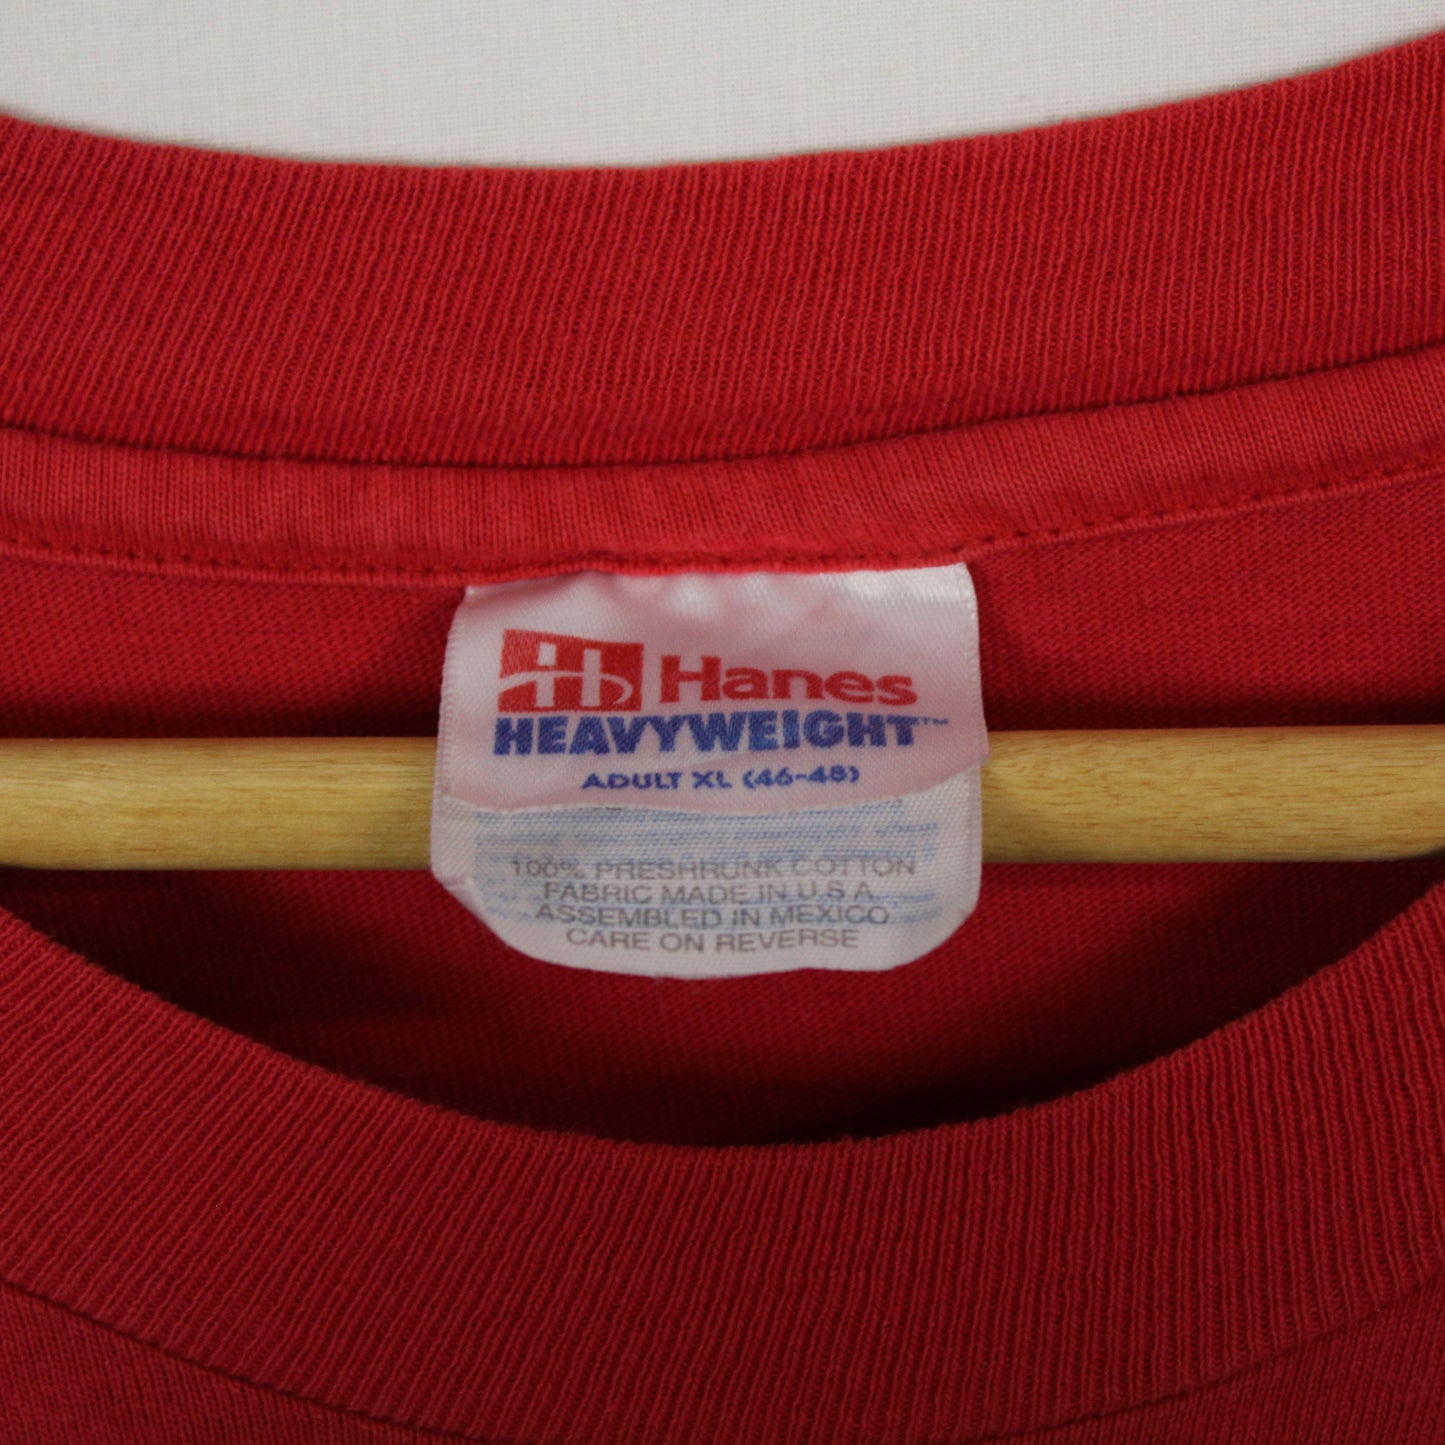 H Hanes
HEAVYWEIGHT™
ADULT XL (46-48)
100% PRESHRUNK COTTON
FABRIC MADE IN U.S.A.
ASSEMBLED IN MEXICO
CARE ON REVERSE